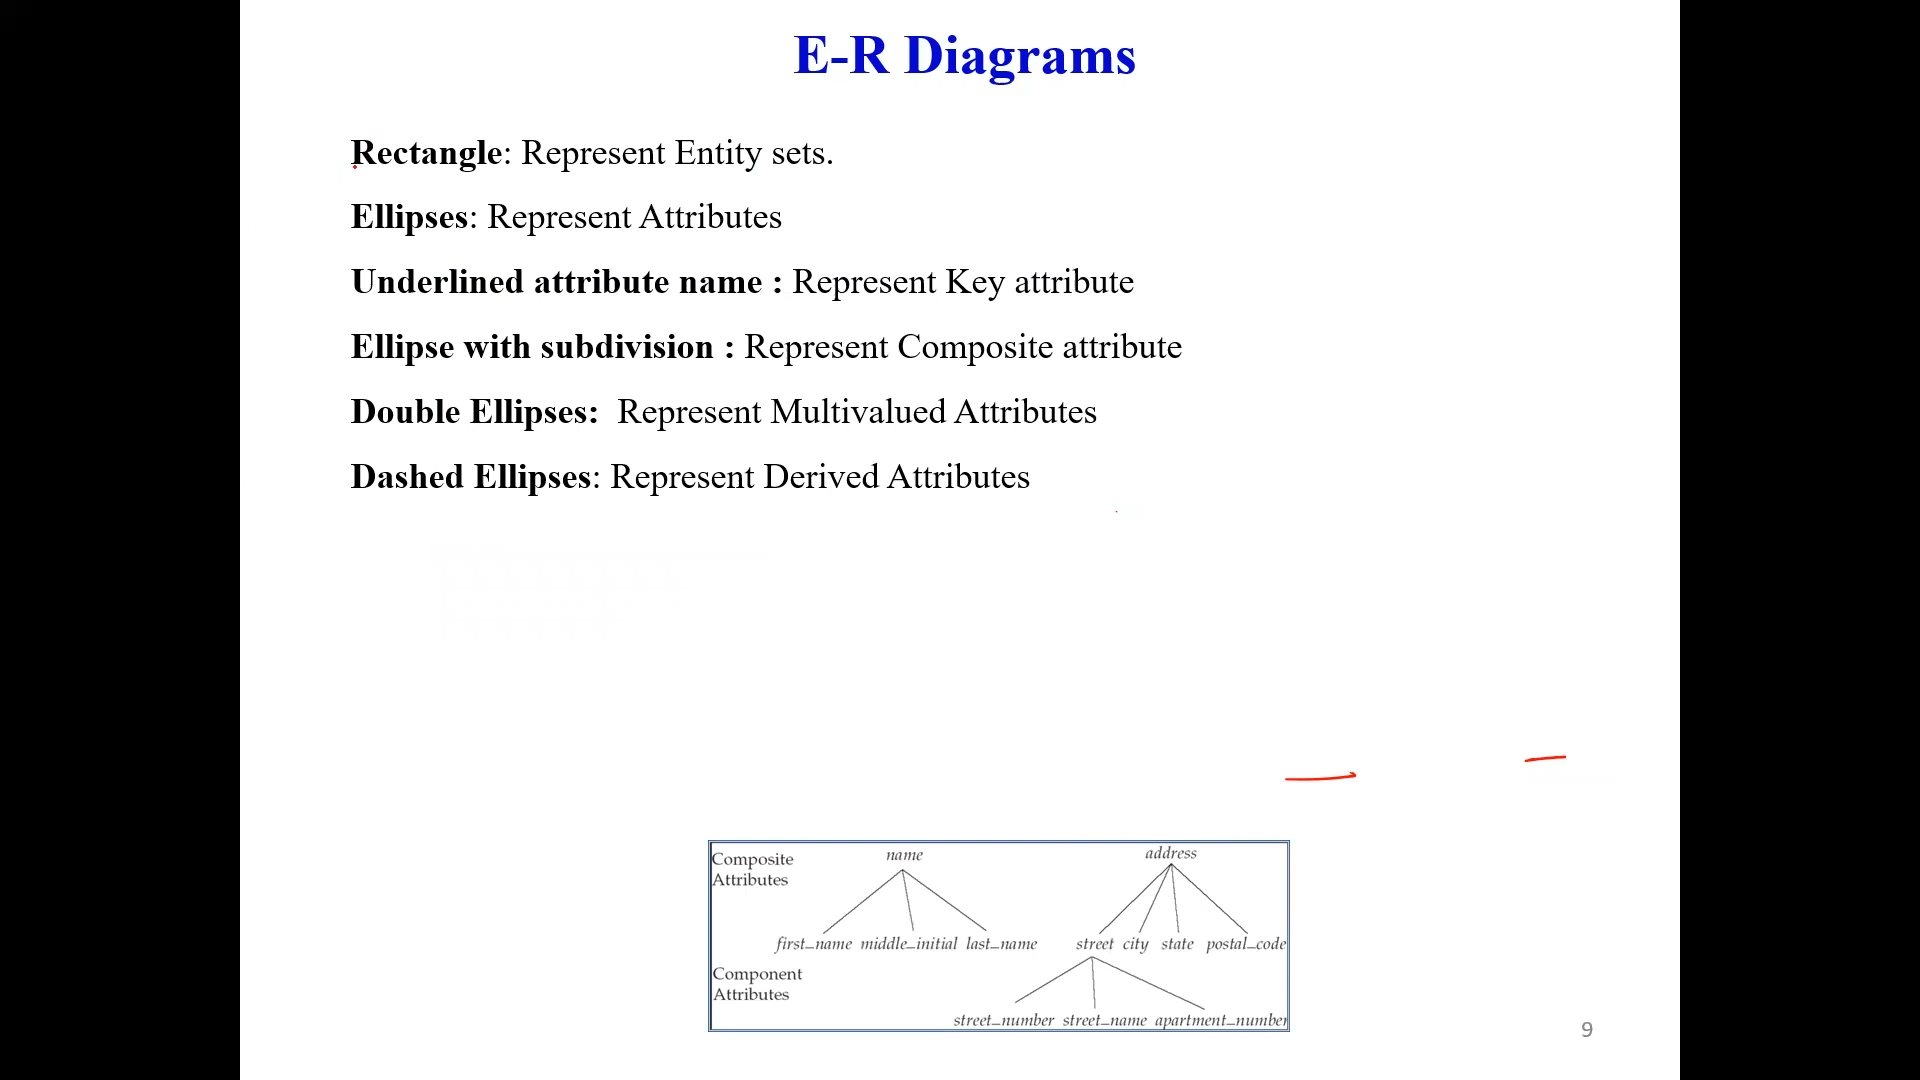 E-R Diagrams
Rectangle: Represent Entity sets.
Ellipses: Represent Attributes
Underlined attribute name : Represent Key attribute
Ellipse with subdivision : Represent Composite attribute
Double Ellipses: Represent Multivalued Attributes
Dashed Ellipses: Represent Derived Attributes
Composite
Attributes
name
address
first_name middle_initial last_name
street city state postal_code
Component
Attributes
street_number street_name apartment_number
9